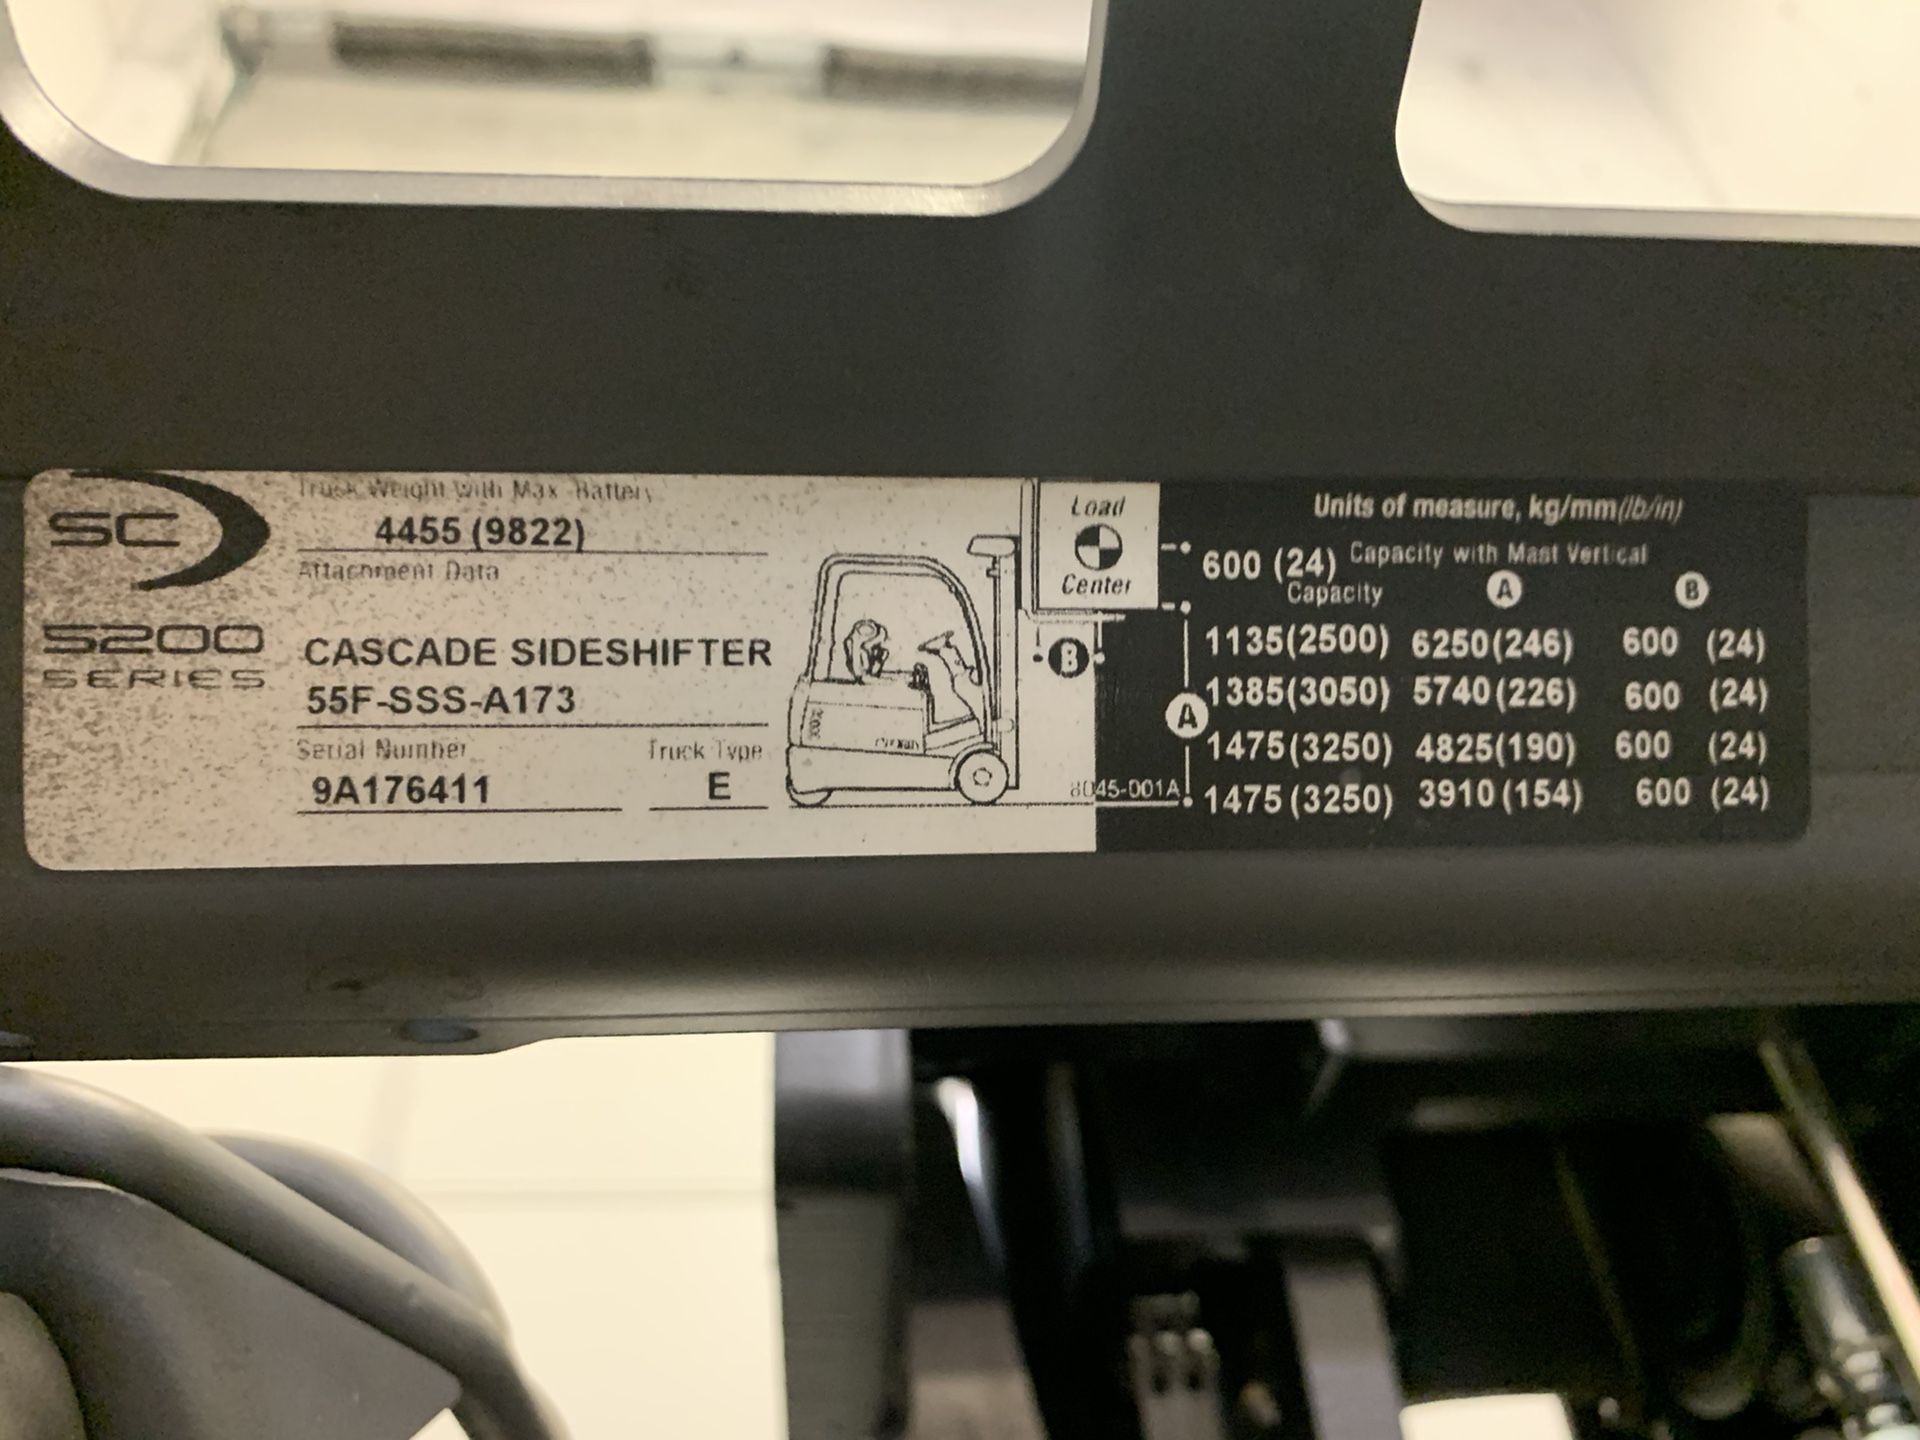 SC
5200
SERIES
Truck Weight with Max Battery
4455 (9822)
Attachment Data
CASCADE SIDESHIFTER
55F-SSS-A173
Serial Number
Truck Type
9A176411
E
Load
Center
B
A
8045-001A
Units of measure, kg/mm(lb/in)
600 (24) Capacity with Mast Vertical
Capacity A B
1135(2500) 6250(246) 600 (24)
1385(3050) 5740(226) 600 (24)
1475(3250) 4825(190) 600 (24)
1475(3250) 3910(154) 600 (24)